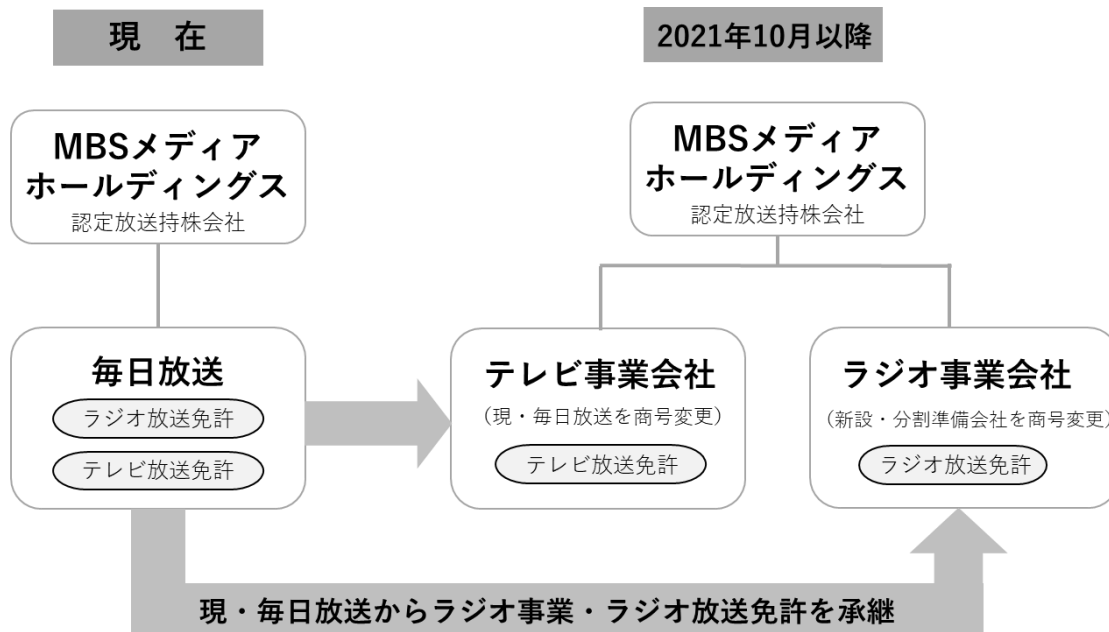 現　在
MBSメディア
ホールディングス
認定放送持株会社
毎日放送
ラジオ放送免許
テレビ放送免許
2021年10月以降
MBSメディア
ホールディングス
認定放送持株会社
テレビ事業会社
（現・毎日放送を商号変更）
テレビ放送免許
ラジオ事業会社
（新設・分割準備会社を商号変更）
ラジオ放送免許
現・毎日放送からラジオ事業・ラジオ放送免許を承継